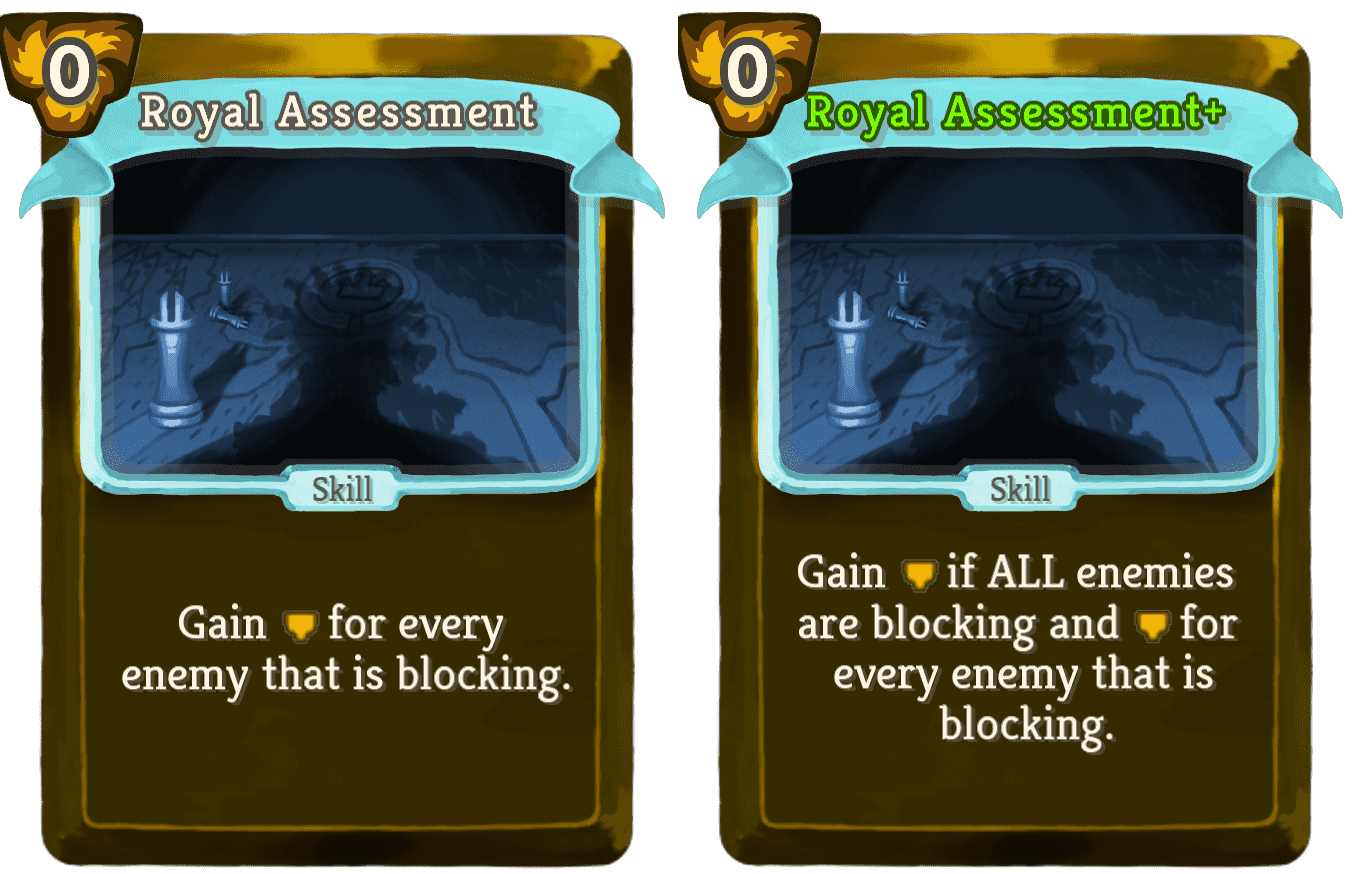 0
Royal Assessment
Skill
Gain for every
enemy that is blocking.
0
Royal Assessment+
Skill
Gain if ALL enemies
are blocking and for
every enemy that is
blocking.